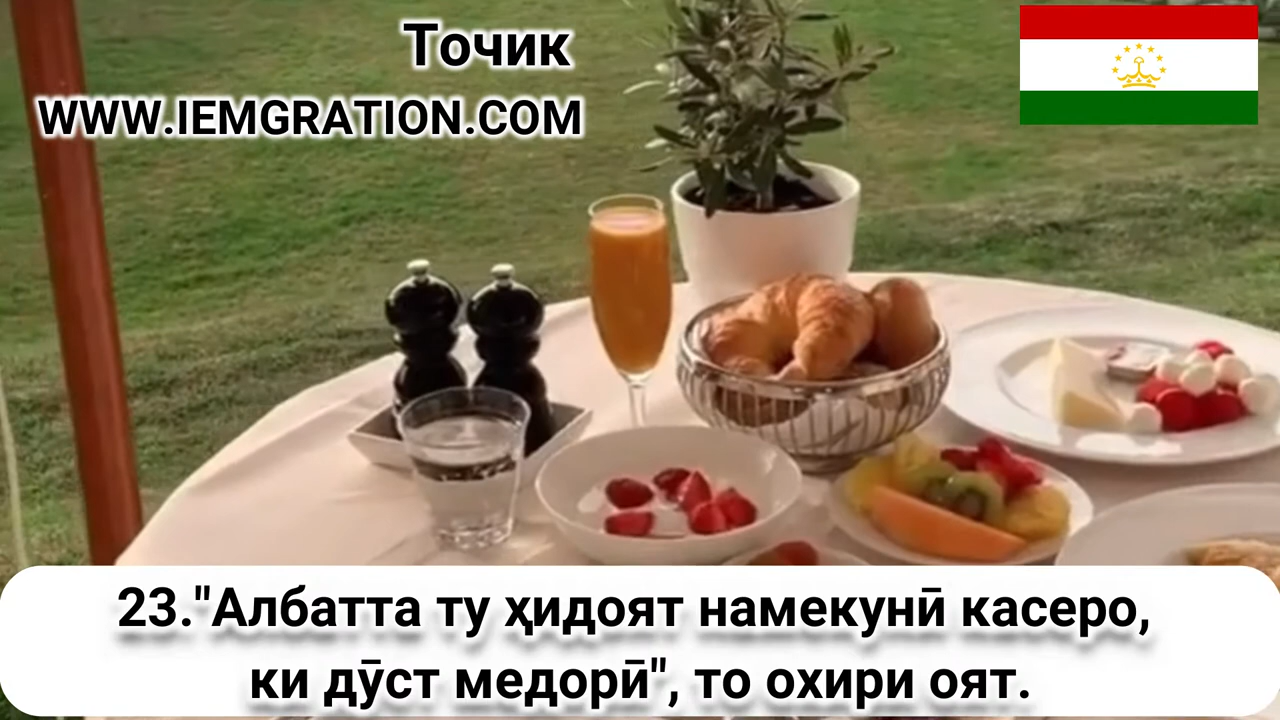 Точик
WWW.IEMGRATION.COM
23."Албатта ту ҳидоят намекунӣ касеро,
ки дӯст медорӣ", то охири оят.